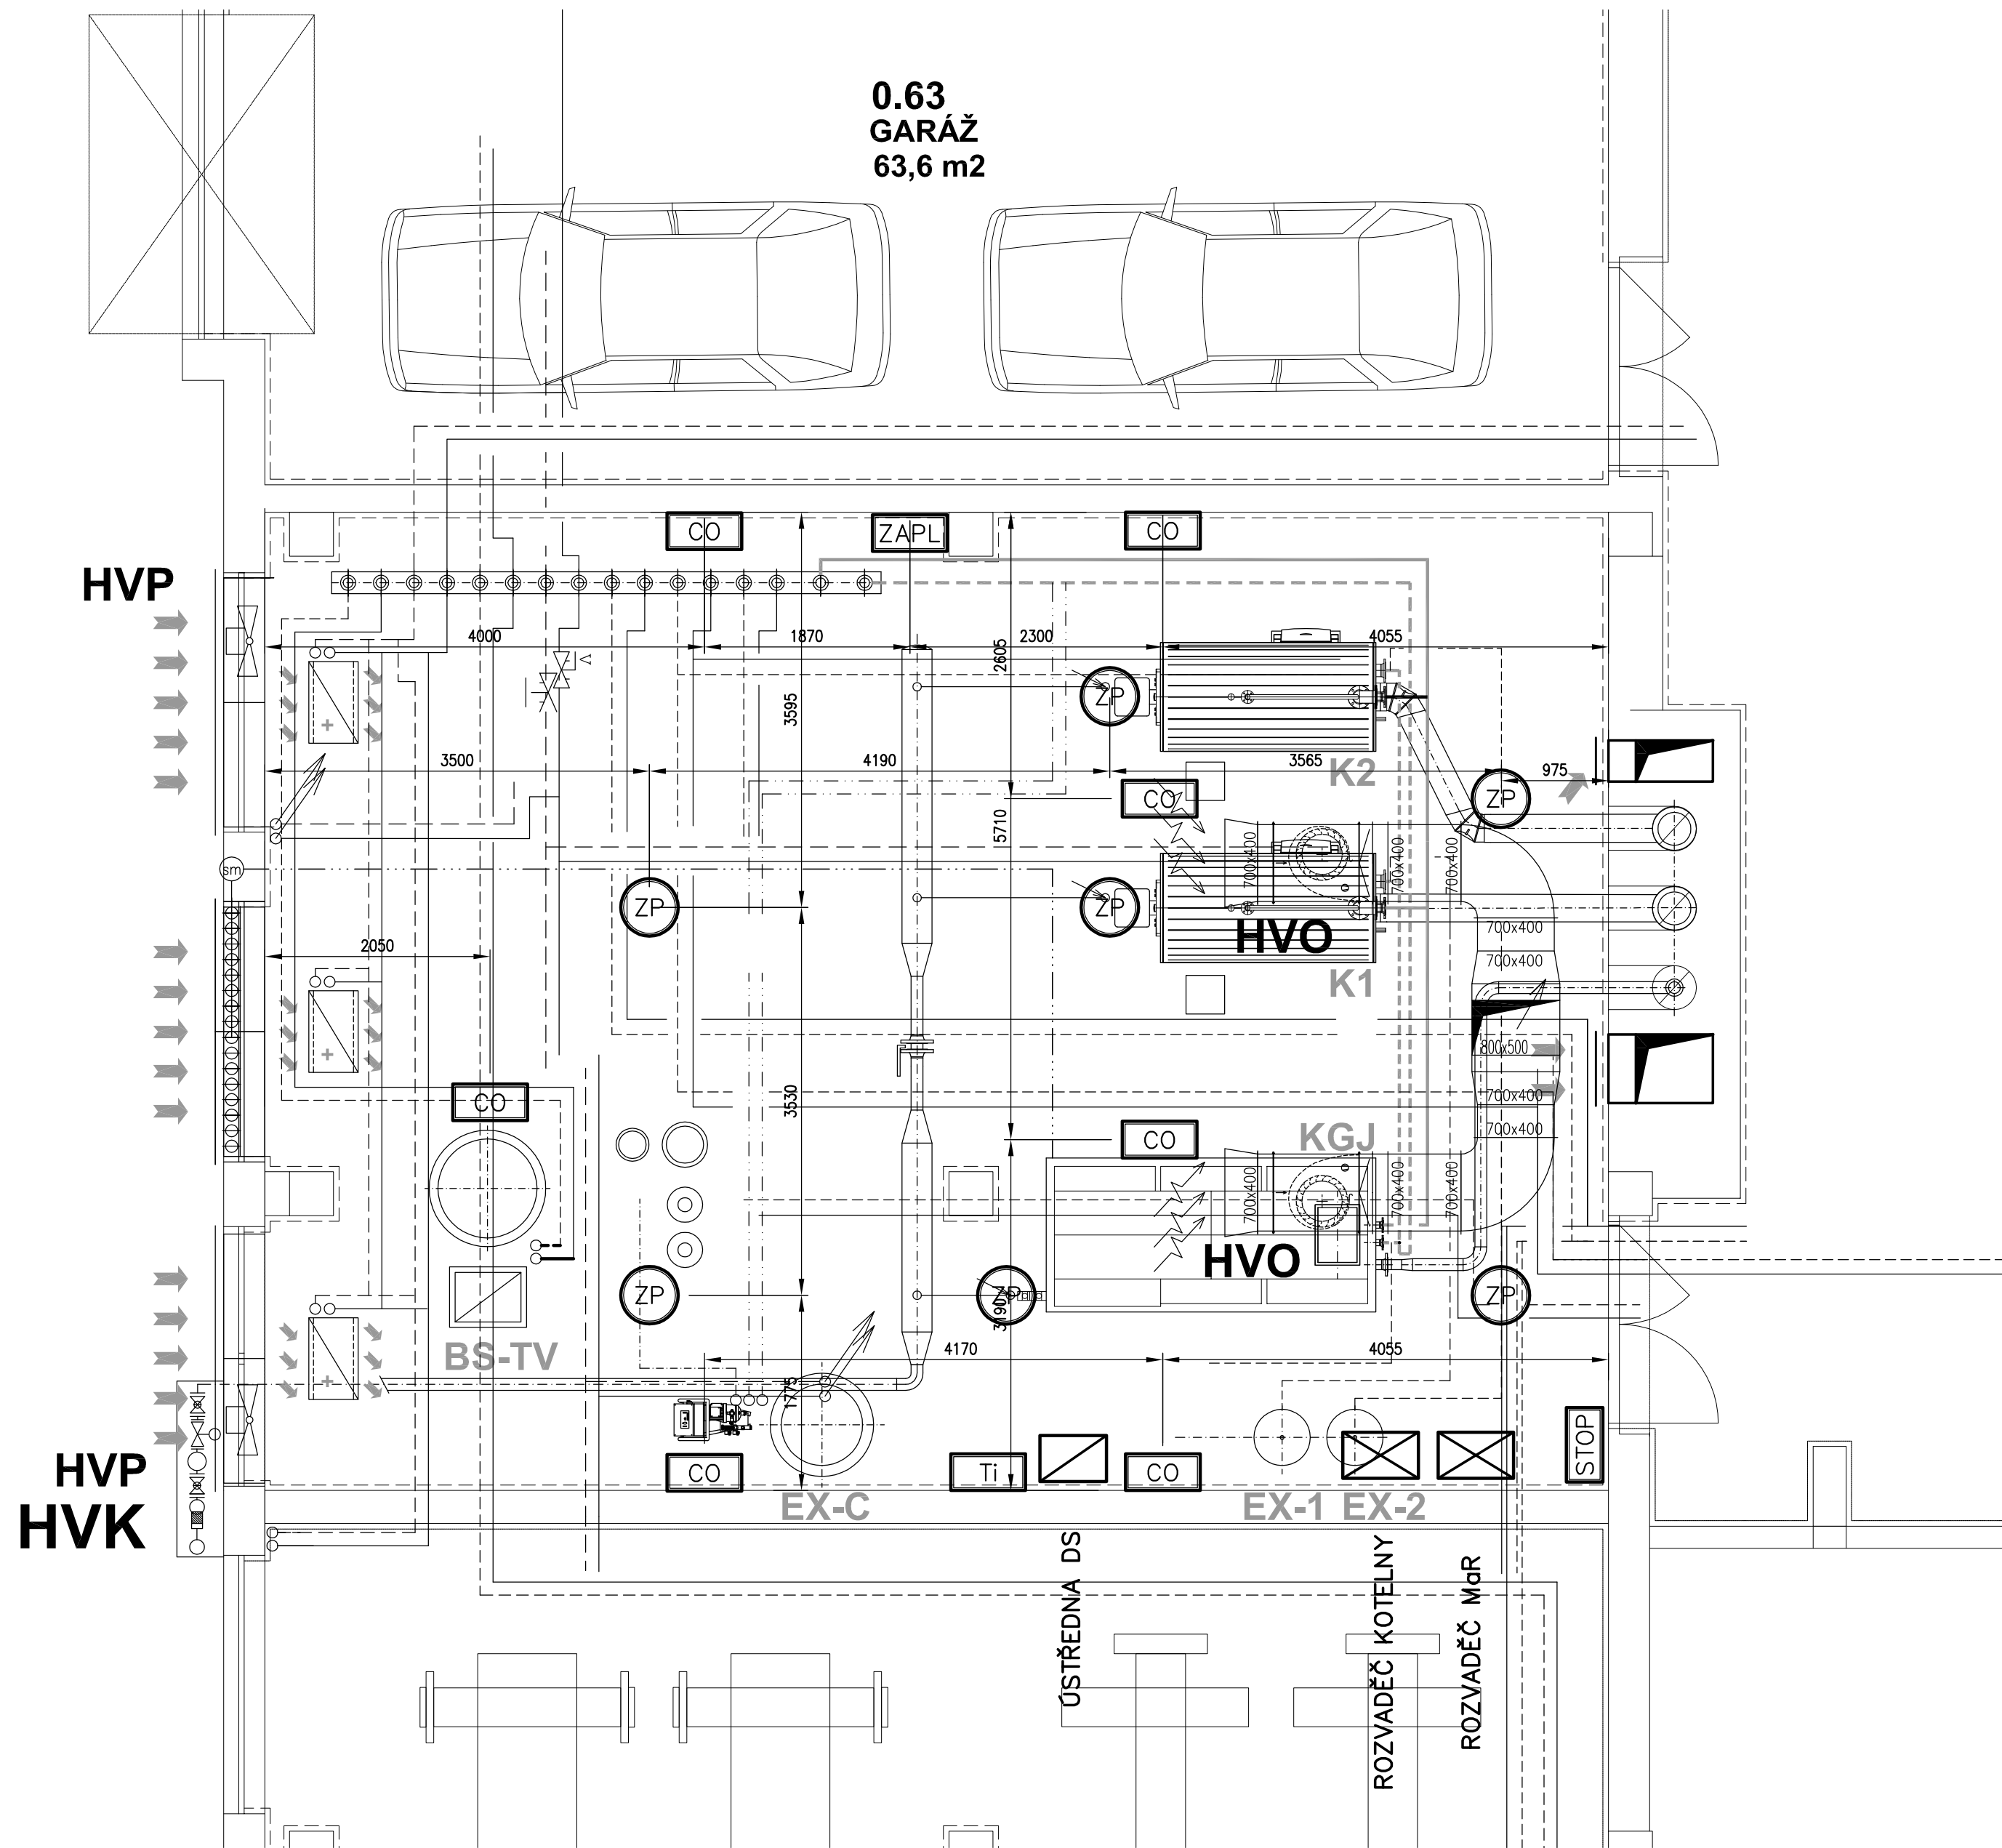 0.63
GARÁŽ
63,6 m2
CO
ZAPL
CO
HVP
4000
1870
2300
4055
2605
3595
ZP
3500
4190
3565
975
K2
ZP
CO
5710
700x400
700x400
700x400
sm
ZP
ZP
HVO
700x400
2050
700x400
K1
800x500
CO
3530
700x400
CO
KGJ
700x400
700x400
700x400
700x400
HVO
ZP
ZP
ZP
3190
BS-TV
4170
4055
1775
STOP
HVP
CO
Ti
CO
HVK
EX-C
EX-1
EX-2
ÚSTŘEDNA DS
ROZVADĚČ KOTELNY
ROZVADĚČ MaR